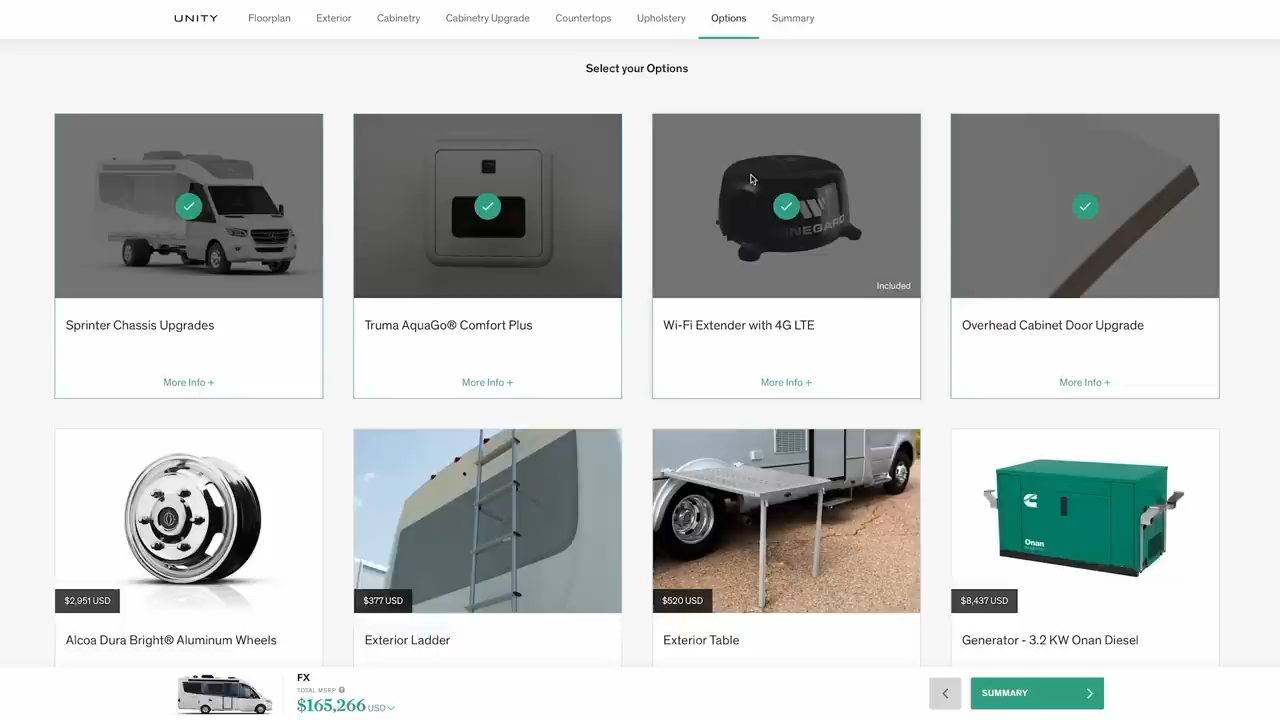 UNITY Floorplan Exterior Cabinetry Cabinetry Upgrade Countertops Upholstery Options Summary
Select your Options
WINEGARD
Included
Sprinter Chassis Upgrades
Truma AquaGo® Comfort Plus
Wi-Fi Extender with 4G LTE
Overhead Cabinet Door Upgrade
More Info +
More Info +
More Info +
More Info +
Onan
$2,951 USD
$377 USD
$520 USD
$8,437 USD
Alcoa Dura Bright® Aluminum Wheels
Exterior Ladder
Exterior Table
Generator - 3.2 KW Onan Diesel
FX
TOTAL MSRP ?
$165,266 USD
SUMMARY